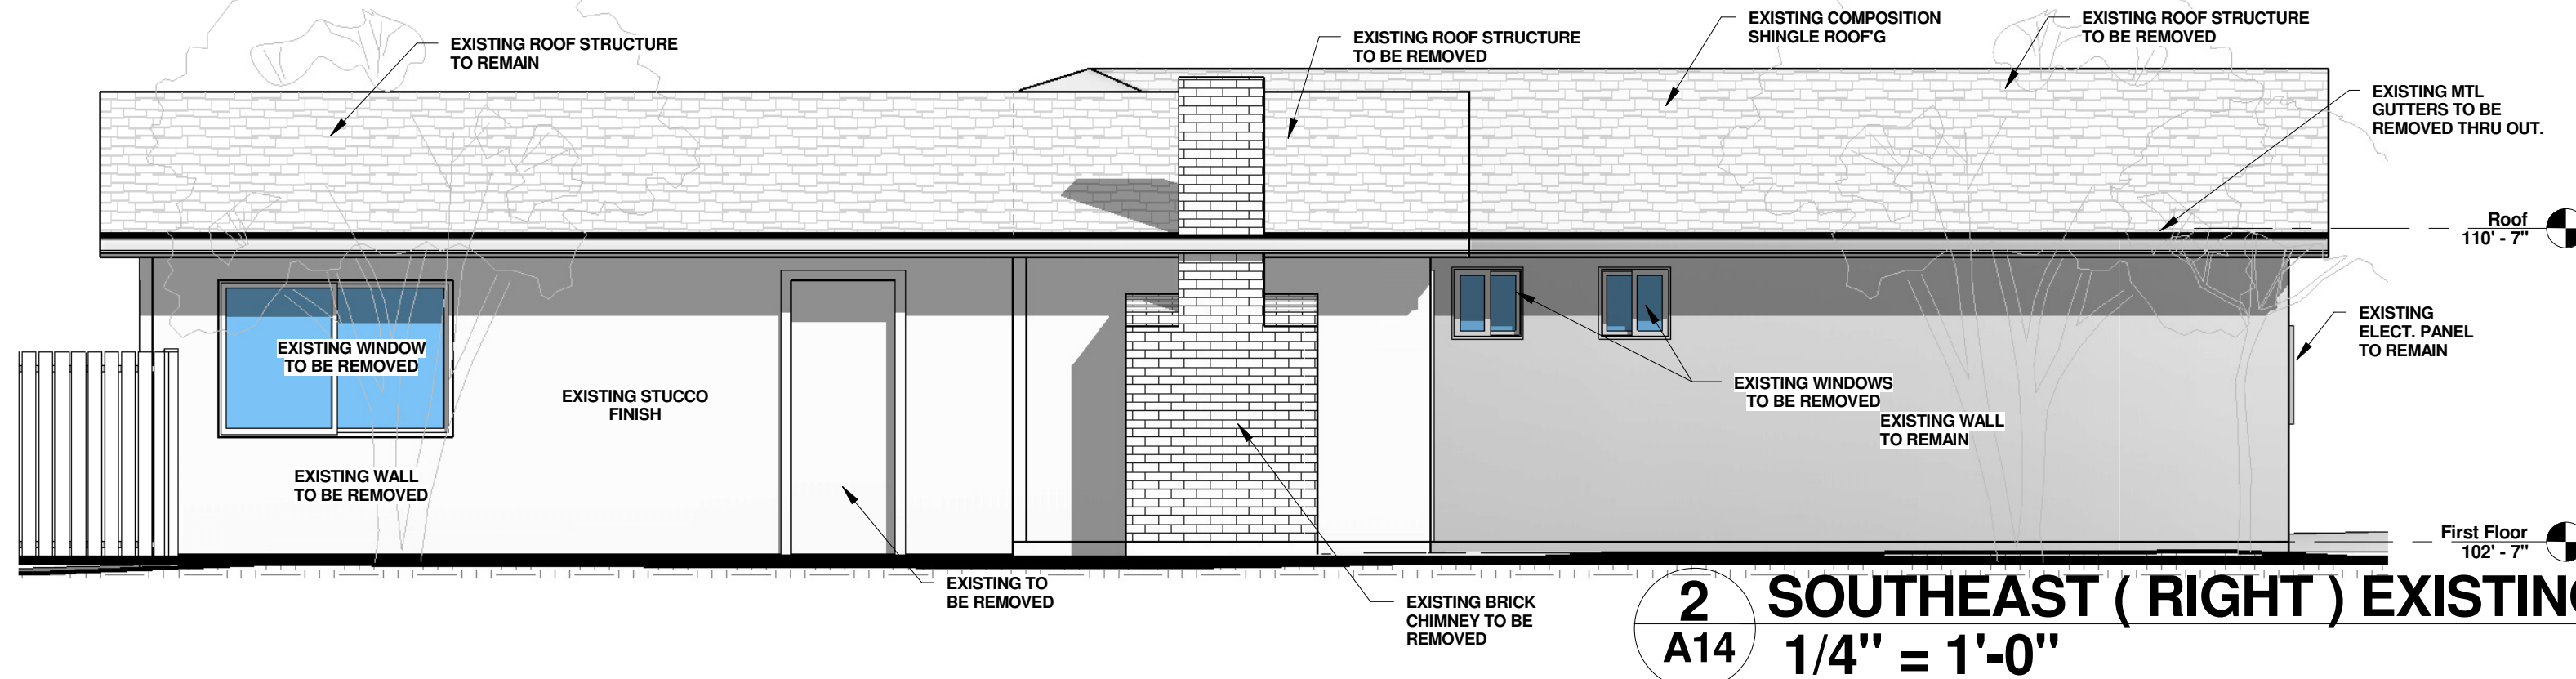 EXISTING ROOF STRUCTURE
TO REMAIN
EXISTING ROOF STRUCTURE
TO BE REMOVED
EXISTING COMPOSITION
SHINGLE ROOF'G
EXISTING ROOF STRUCTURE
TO BE REMOVED
EXISTING MTL
GUTTERS TO BE
REMOVED THRU OUT.
Roof
110' - 7"
EXISTING
ELECT. PANEL
TO REMAIN
EXISTING WINDOW
TO BE REMOVED
EXISTING STUCCO
FINISH
EXISTING WINDOWS
TO BE REMOVED
EXISTING WALL
TO REMAIN
EXISTING WALL
TO BE REMOVED
First Floor
102' - 7"
EXISTING TO
BE REMOVED
EXISTING BRICK
CHIMNEY TO BE
REMOVED
2
A14
SOUTHEAST ( RIGHT ) EXISTING
1/4" = 1'-0"